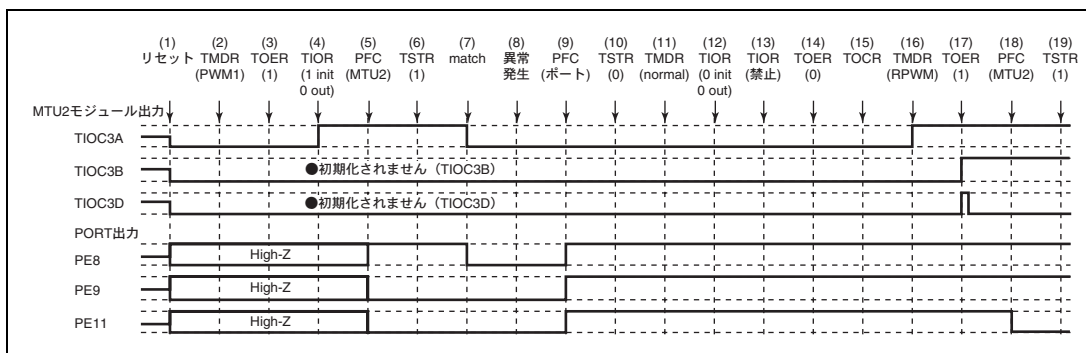 (1) (2) (3) (4) (5) (6) (7) (8) (9) (10) (11) (12) (13) (14) (15) (16) (17) (18) (19)
リセット TMDR TOER TIOR PFC TSTR match 異常 PFC TSTR TMDR TIOR TIOR TOER TOCR TMDR TOER PFC TSTR
(PWM1) (1) (1 init (MTU2) (1) 発生 (ポート) (0) (normal) (0 init (禁止) (0) (RPWM) (1) (MTU2) (1)
0 out) 0 out)
MTU2モジュール出力
TIOC3A
TIOC3B ●初期化されません（TIOC3B）
TIOC3D ●初期化されません（TIOC3D）
PORT出力
PE8 High-Z
PE9 High-Z
PE11 High-Z